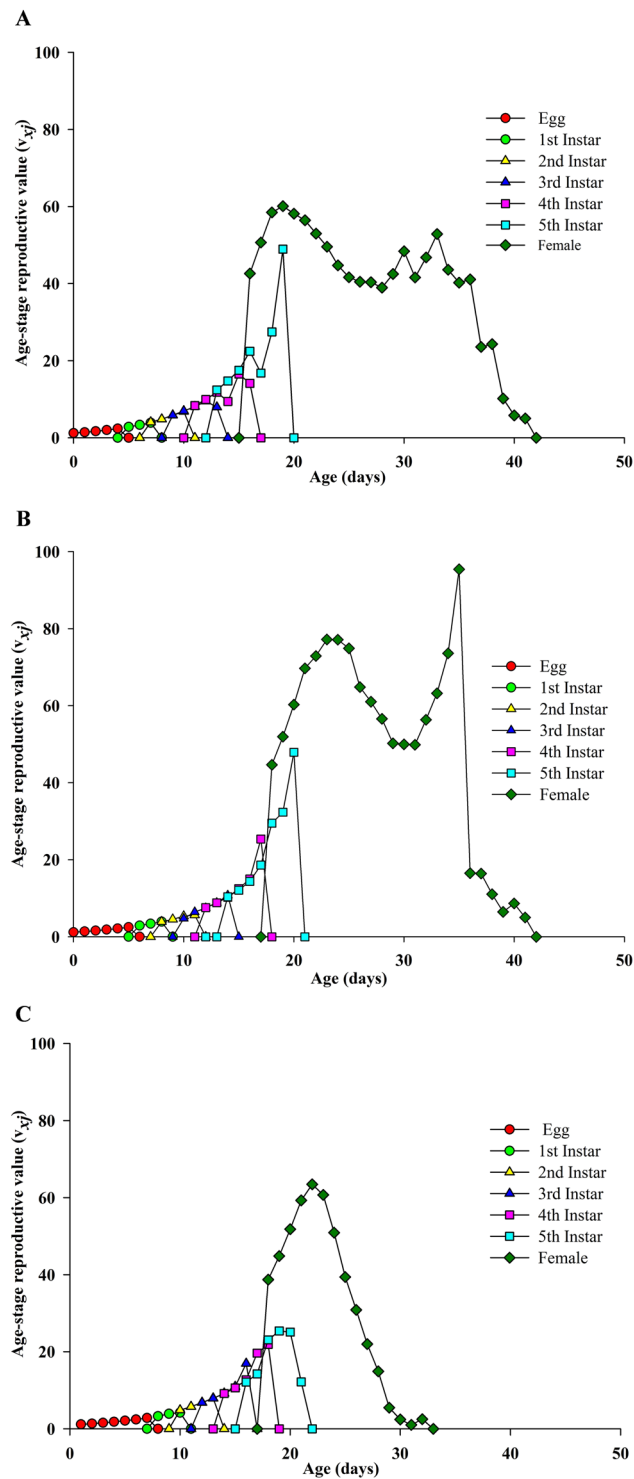 A
Age-stage reproductive value (vxj)
100
80
60
40
20
0
0 10 20 30 40 50
Age (days)
Egg
1st Instar
2nd Instar
3rd Instar
4th Instar
5th Instar
Female
B
Age-stage reproductive value (vxj)
100
80
60
40
20
0
0 10 20 30 40 50
Age (days)
Egg
1st Instar
2nd Instar
3rd Instar
4th Instar
5th Instar
Female
C
Age-stage reproductive value (vxj)
100
80
60
40
20
0
0 10 20 30 40 50
Age (days)
Egg
1st Instar
2nd Instar
3rd Instar
4th Instar
5th Instar
Female